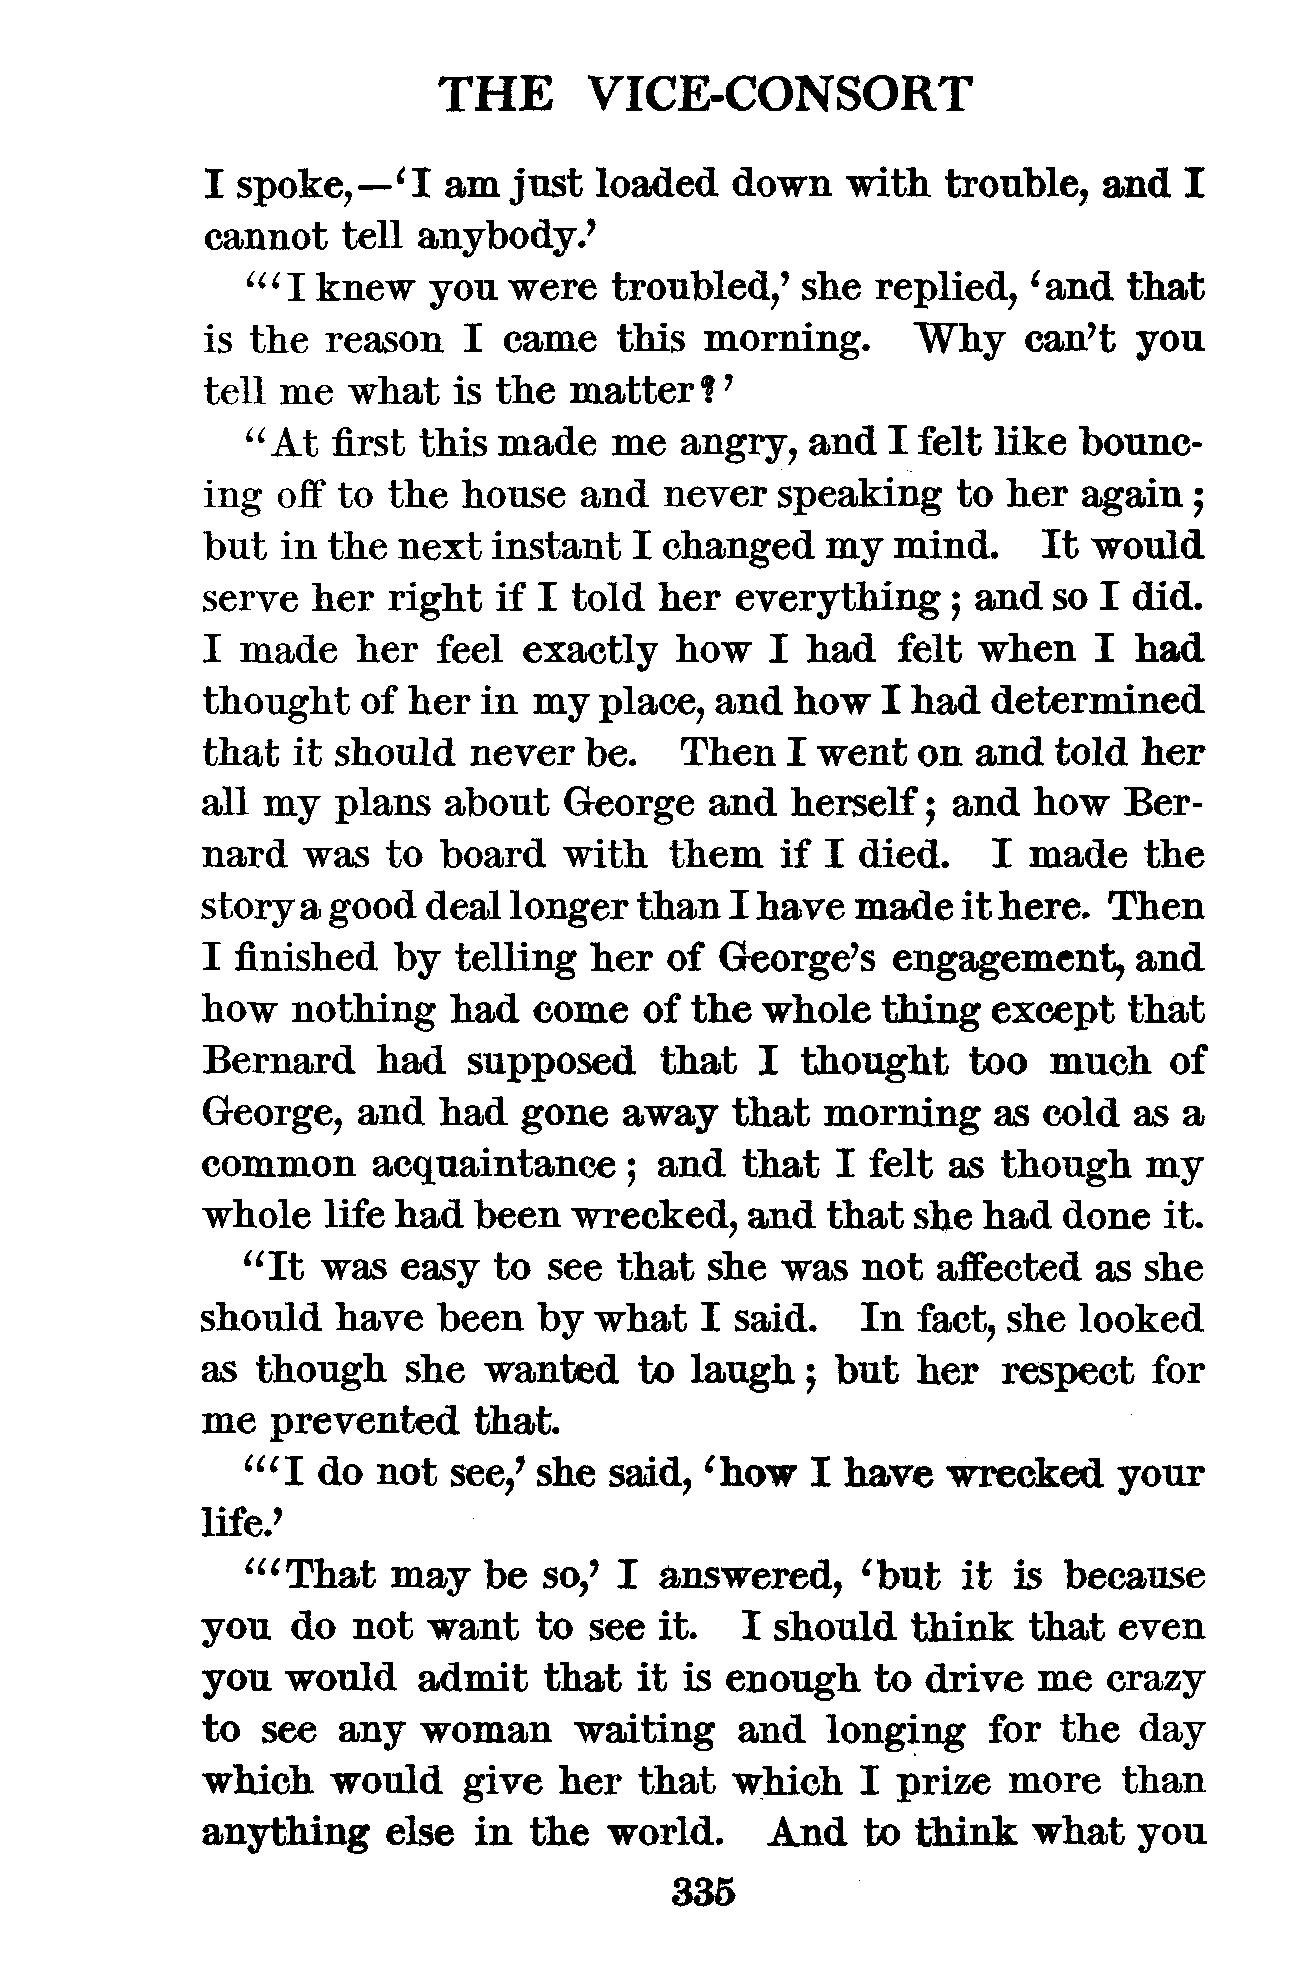 THE VICE-CONSORT
I spoke,—‘I am just loaded down with trouble, and I
cannot tell anybody.’
“‘I knew you were troubled,’ she replied, ‘and that
is the reason I came this morning. Why can’t you
tell me what is the matter?’
“At first this made me angry, and I felt like bounc-
ing off to the house and never speaking to her again;
but in the next instant I changed my mind. It would
serve her right if I told her everything; and so I did.
I made her feel exactly how I had felt when I had
thought of her in my place, and how I had determined
that it should never be. Then I went on and told her
all my plans about George and herself; and how Ber-
nard was to board with them if I died. I made the
story a good deal longer than I have made it here. Then
I finished by telling her of George’s engagement, and
how nothing had come of the whole thing except that
Bernard had supposed that I thought too much of
George, and had gone away that morning as cold as a
common acquaintance; and that I felt as though my
whole life had been wrecked, and that she had done it.
“It was easy to see that she was not affected as she
should have been by what I said. In fact, she looked
as though she wanted to laugh; but her respect for
me prevented that.
“‘I do not see,’ she said, ‘how I have wrecked your
life.’
“‘That may be so,’ I answered, ‘but it is because
you do not want to see it. I should think that even
you would admit that it is enough to drive me crazy
to see any woman waiting and longing for the day
which would give her that which I prize more than
anything else in the world. And to think what you
335